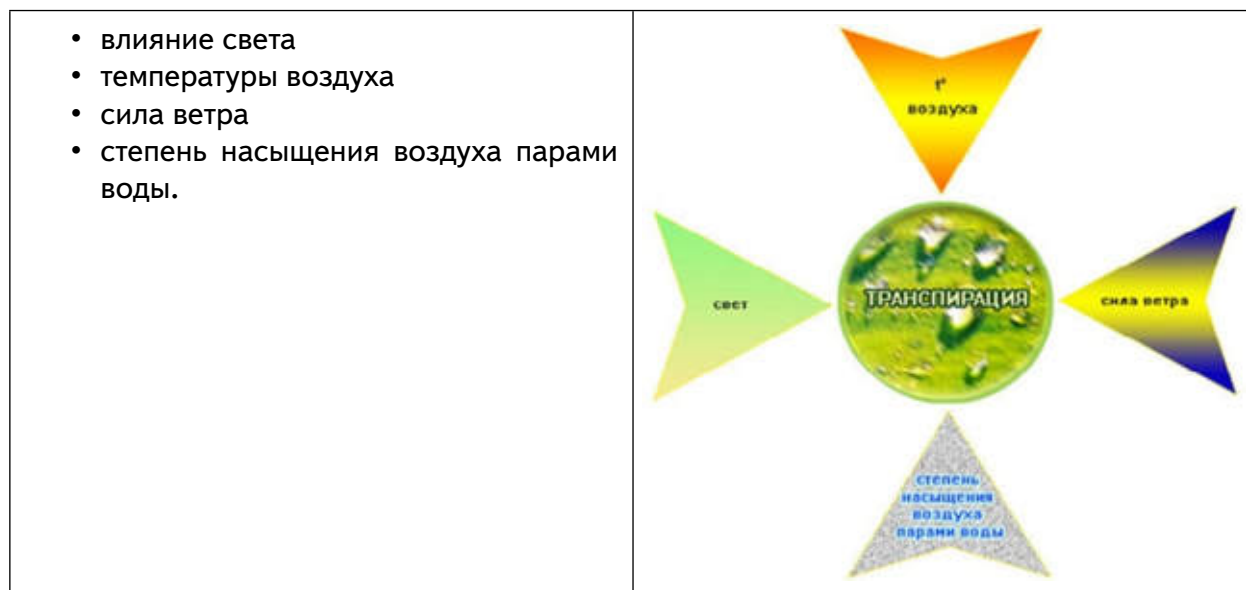 • влияние света
• температуры воздуха
• сила ветра
• степень насыщения воздуха парами
воды.
t°
воздуха
свет
ТРАНСПИРАЦИЯ
сила ветра
степень
насыщения
воздуха
парами воды